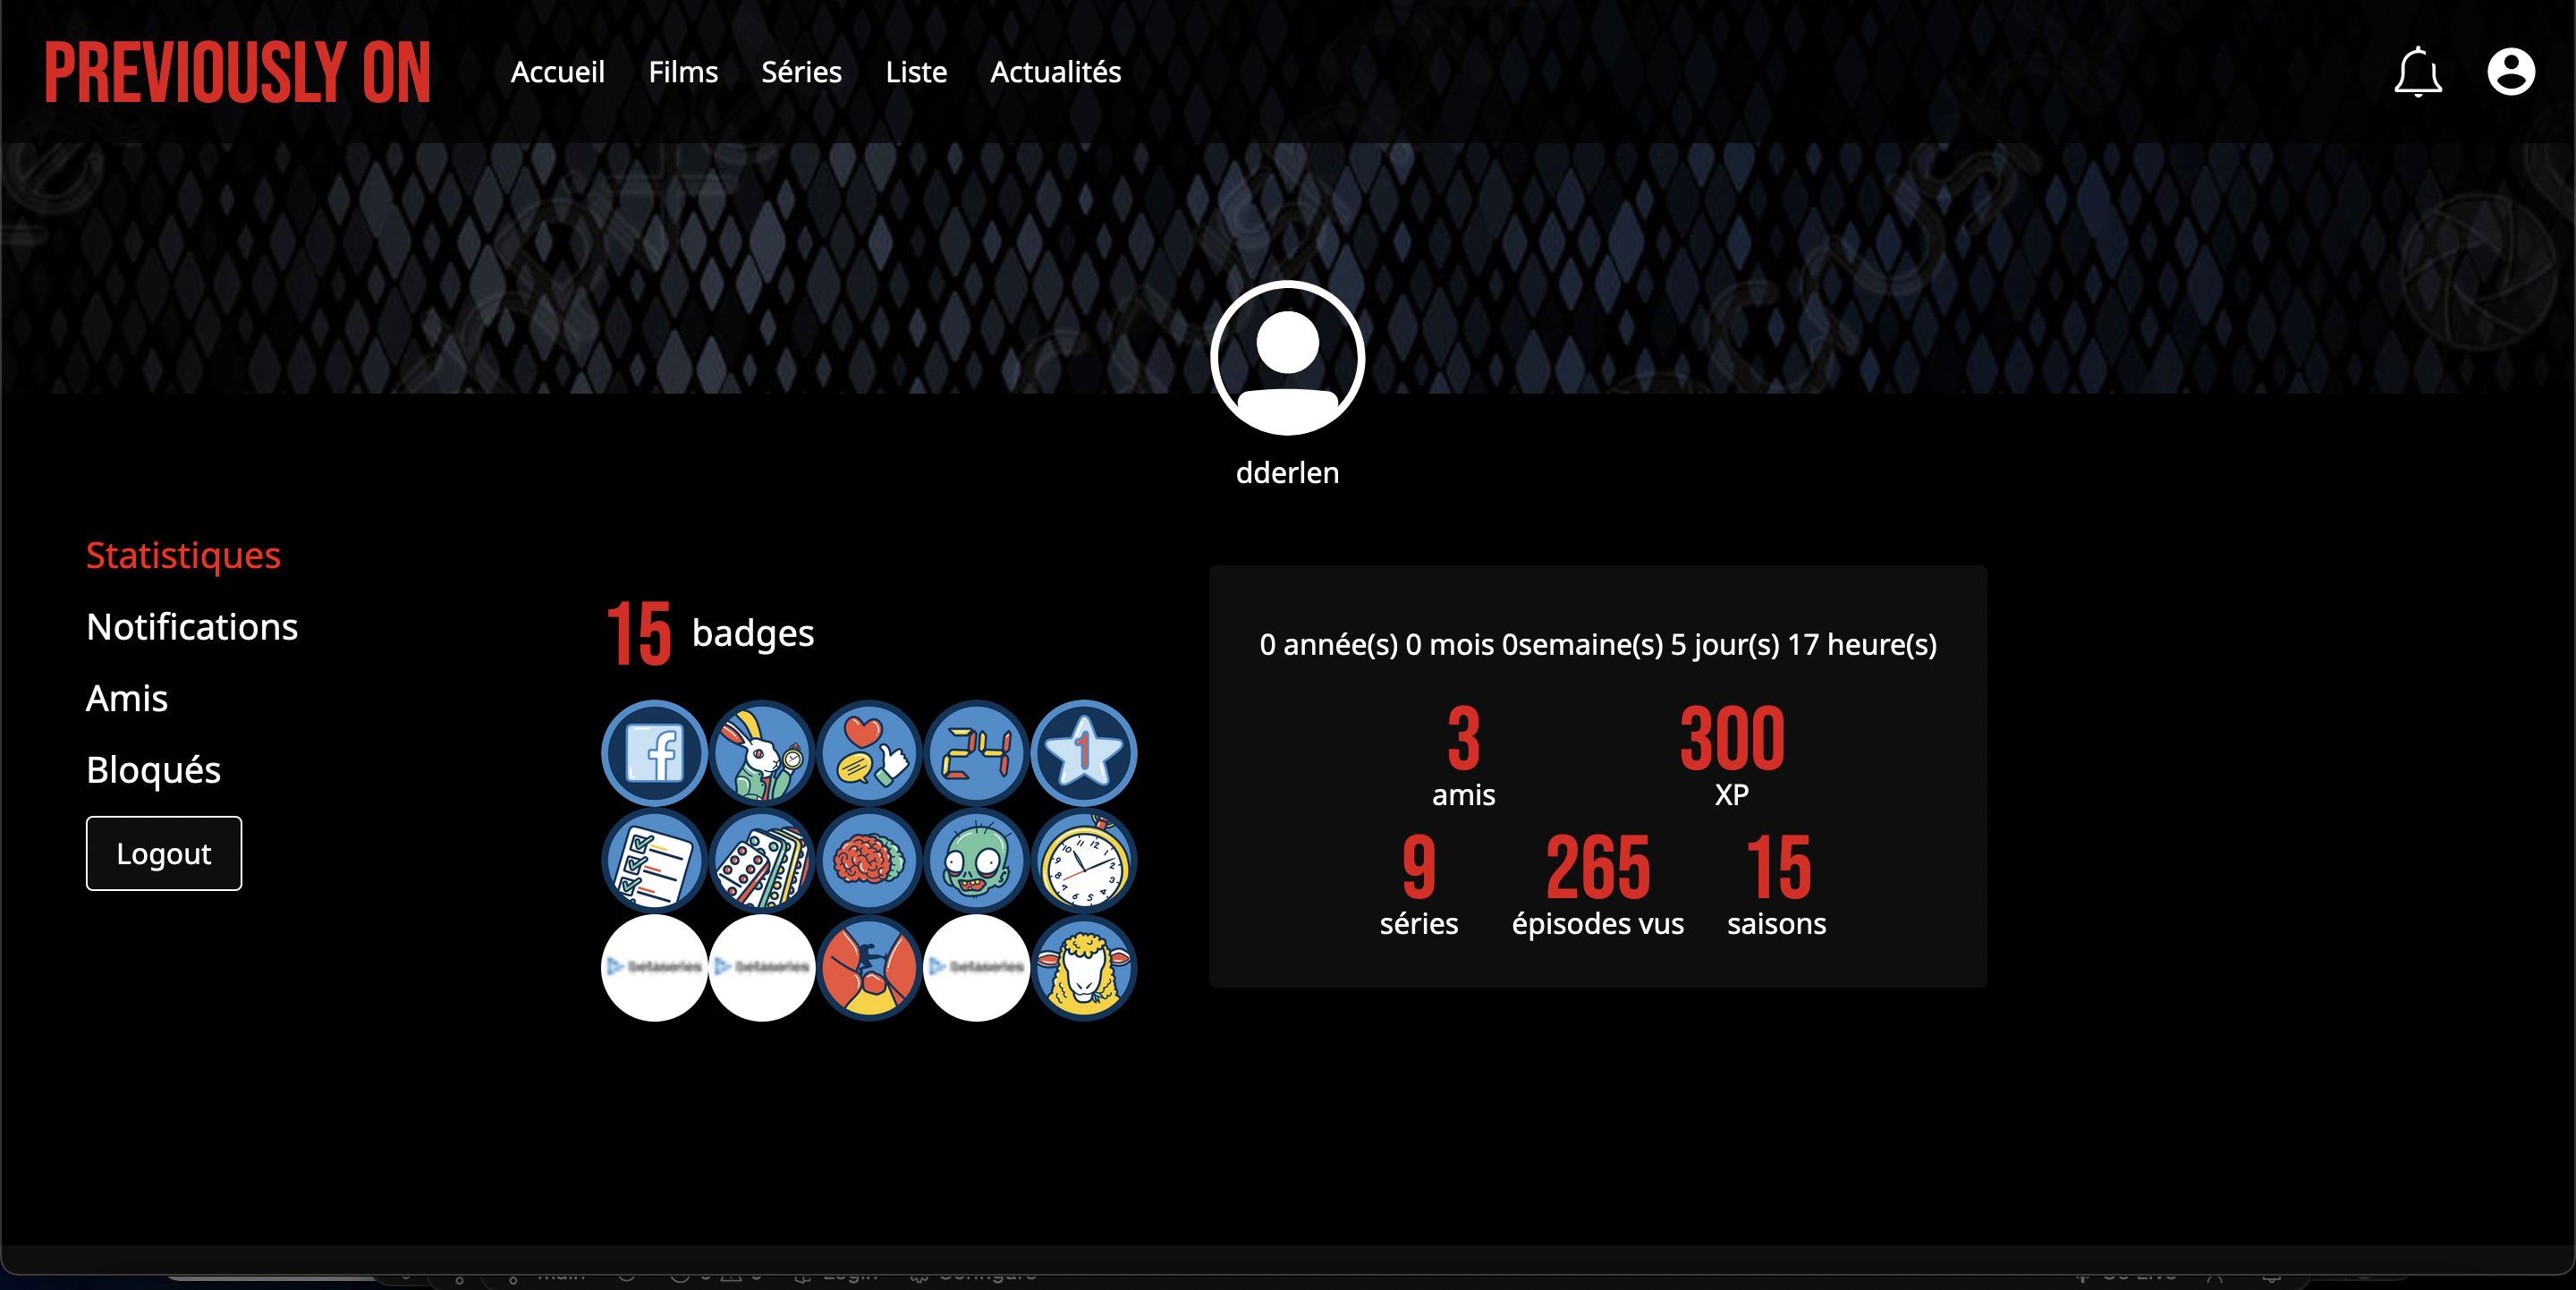 PREVIOUSLY ON
Accueil Films Séries Liste Actualités
dderlen
Statistiques
Notifications
Amis
Bloqués
Logout
15 badges
24
1
betaseries betaseries betaseries
0 année(s) 0 mois 0semaine(s) 5 jour(s) 17 heure(s)
3 300
amis XP
9 265 15
séries épisodes vus saisons